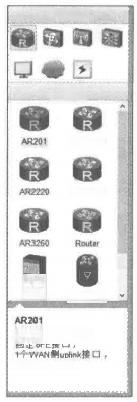 R
R
AR201
R
R
AR2220
R
R
AR3260
Router
AR201
1个WAN侧uplink接口，